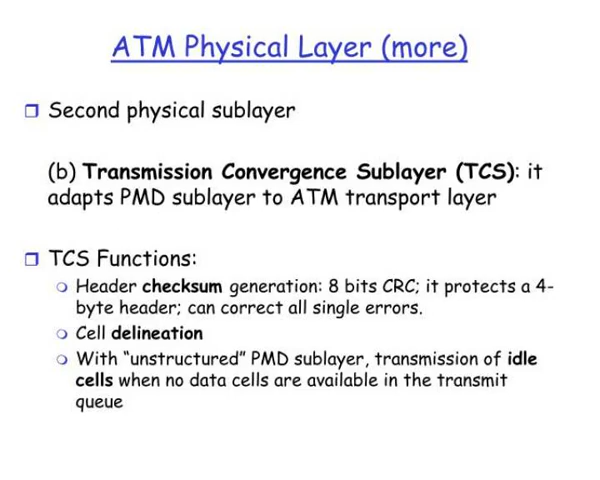 ATM Physical Layer (more)
Second physical sublayer
(b) Transmission Convergence Sublayer (TCS): it
adapts PMD sublayer to ATM transport layer
TCS Functions:
Header checksum generation: 8 bits CRC; it protects a 4-
byte header; can correct all single errors.
Cell delineation
With "unstructured" PMD sublayer, transmission of idle
cells when no data cells are available in the transmit
queue